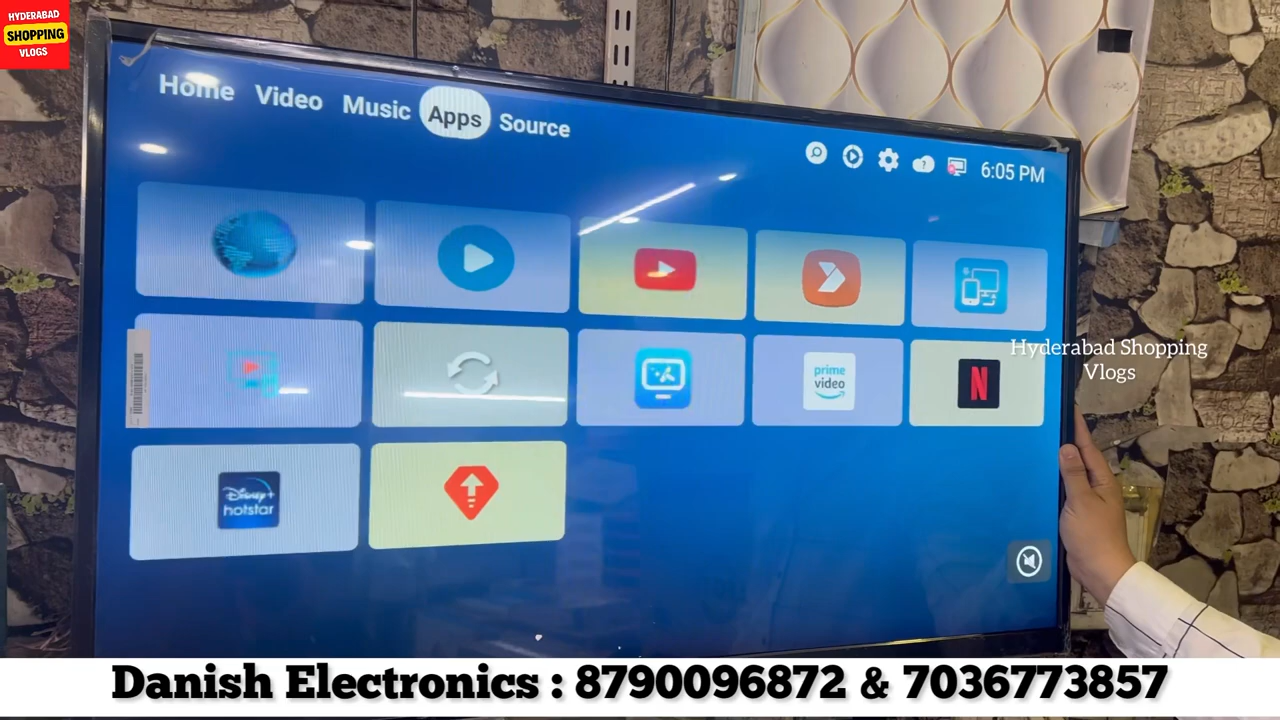 HYDERABAD
SHOPPING
VLOGS
Home Video Music Apps Source
6:05 PM
prime
video
N
Disney+
hotstar
Hyderabad Shopping
Vlogs
Danish Electronics : 8790096872 & 7036773857